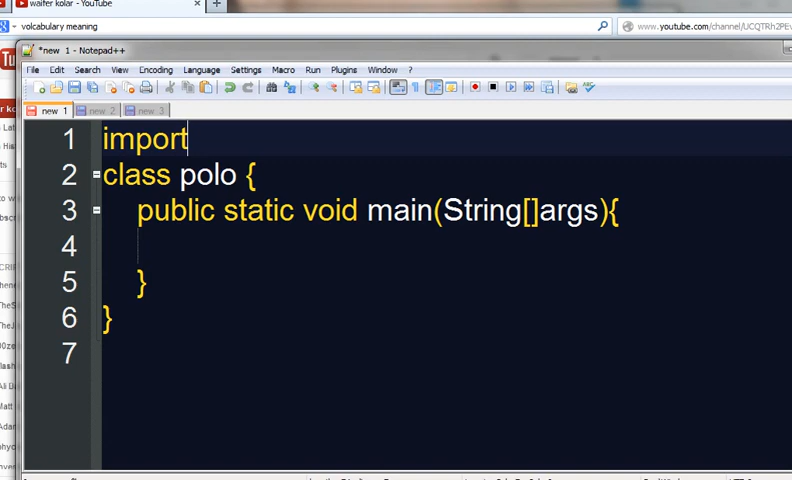 waifer kolar - YouTube
volcabulary meaning
www.youtube.com/channel/UCQTRh2PEv
*new 1 - Notepad++
File Edit Search View Encoding Language Settings Macro Run Plugins Window ?
new 1 new 2 new 3
1 import
2 class polo {
3 public static void main(String[]args){
4
5 }
6 }
7